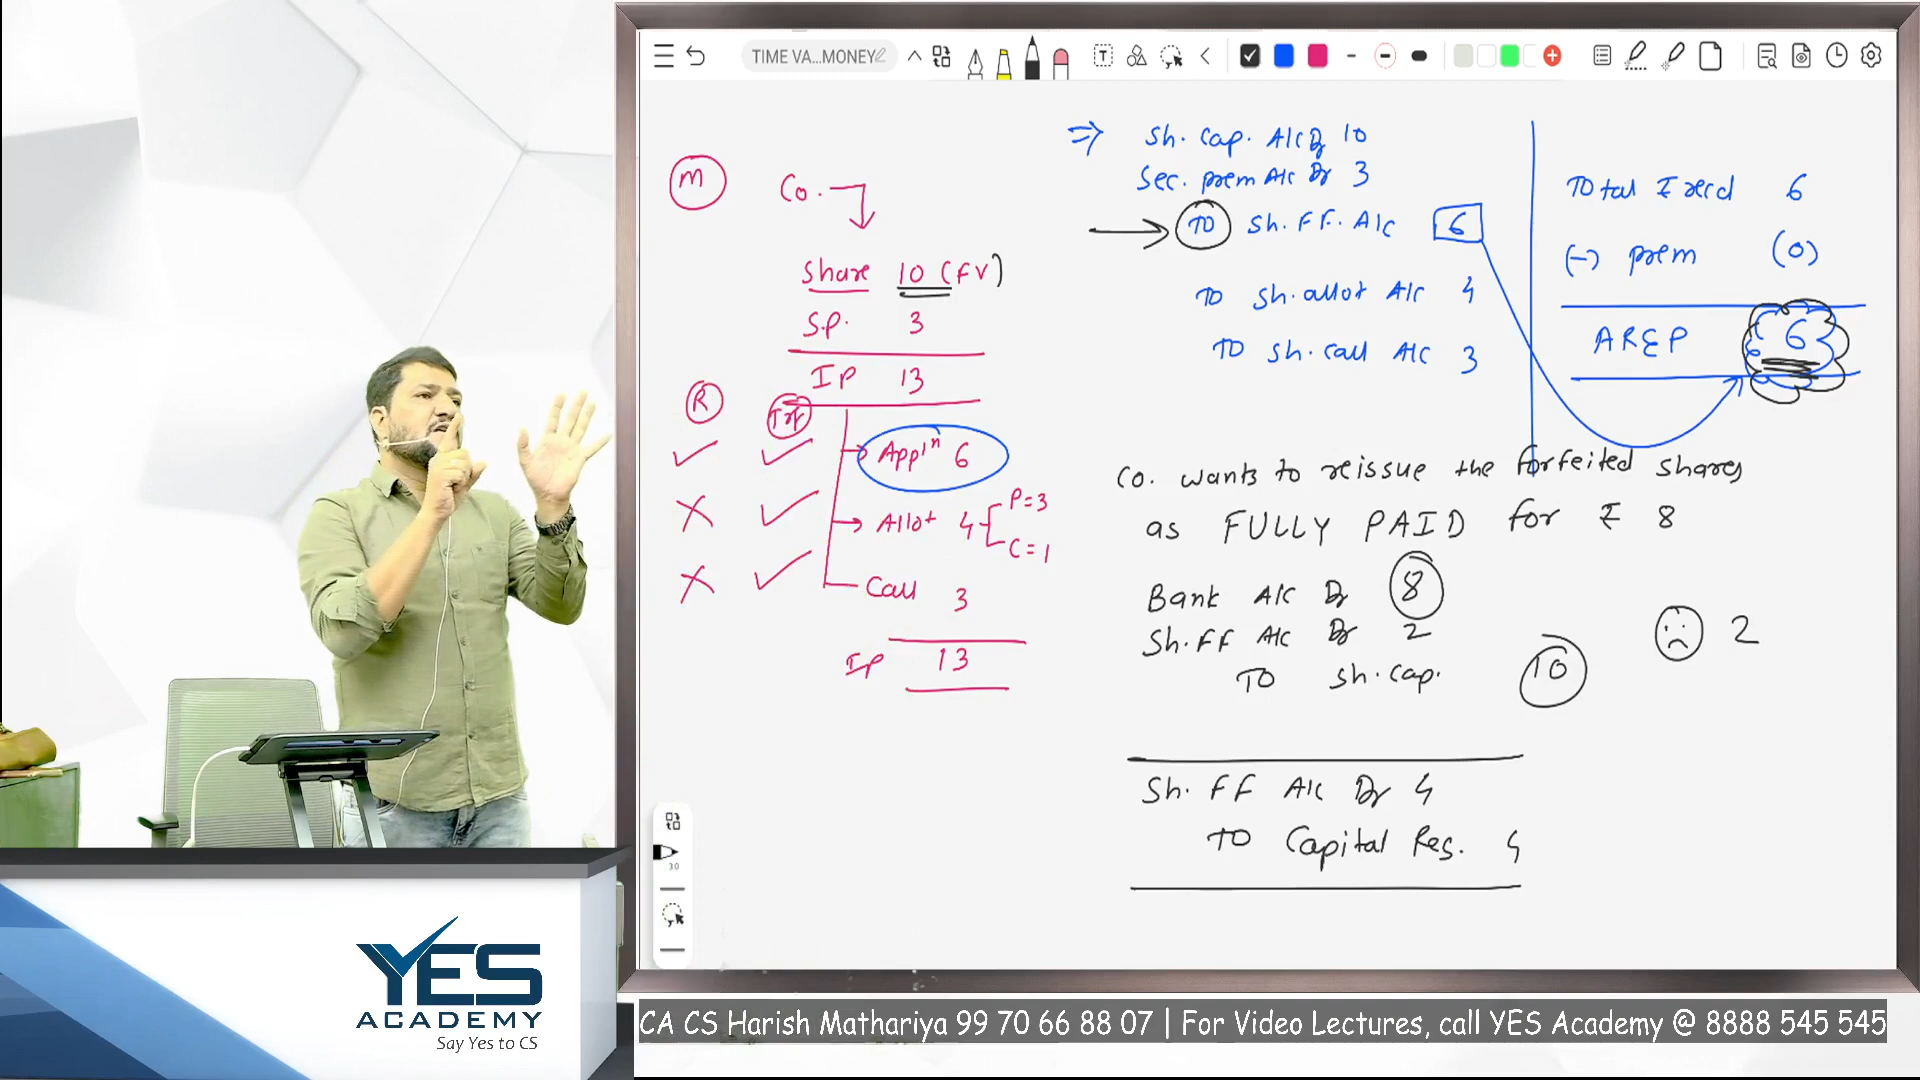 TIME VA...MONEY
M
Co.
Share 10 (FV)
S.P. 3
IP 13
R Trf
Appl'n 6
Allot 4 P=3
C=1
Call 3
IP 13
⇒ Sh. Cap. A/c Dr 10
Sec. prem A/c Dr 3
→ TO Sh. FF. A/c 6
TO Sh. allot A/c 4
TO Sh. call A/c 3
Total ₹ recd 6
(-) prem (0)
AREP 6
Co. wants to reissue the forfeited shares
as FULLY PAID for ₹ 8
Bank A/c Dr 8
Sh. FF A/c Dr 2
TO Sh. cap. 10
2
Sh. FF A/c Dr 4
TO Capital Res. 4
30
YES
ACADEMY
Say Yes to CS
CA CS Harish Mathariya 99 70 66 88 07 | For Video Lectures, call YES Academy @ 8888 545 545